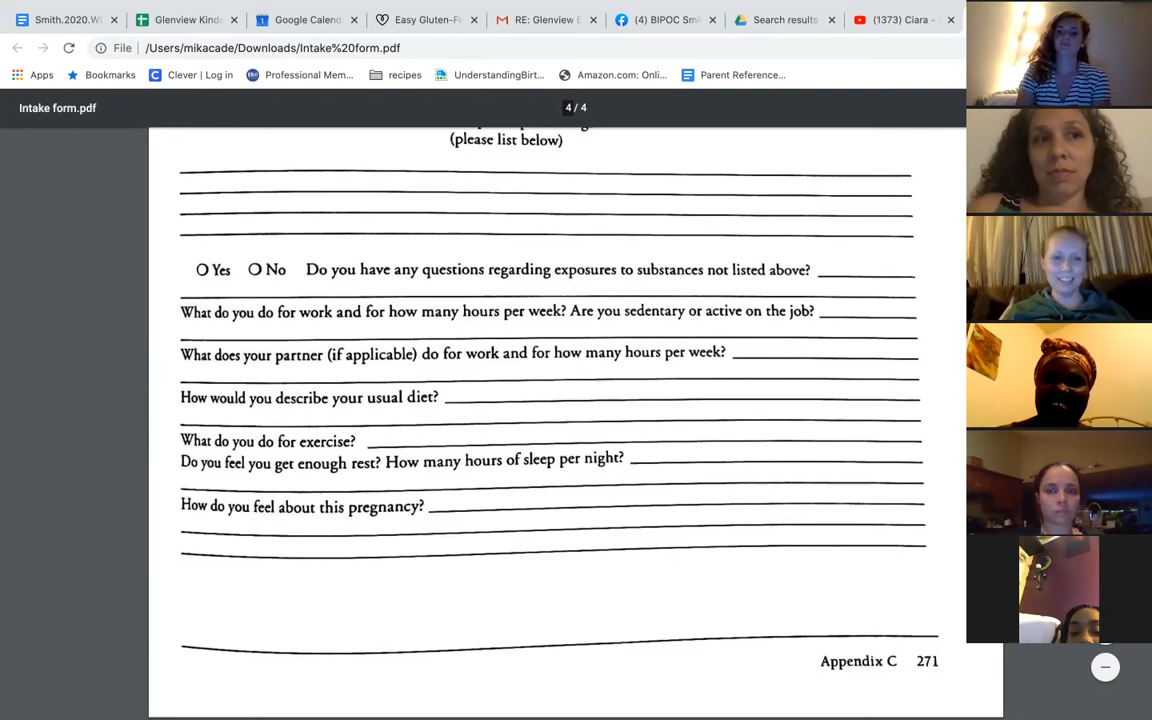 Smith.2020.Wi
Glenview Kinde
Google Calend
Easy Gluten-Fr
RE: Glenview E
(4) BIPOC Smi
Search results
(1373) Ciara -
File
/Users/mikacade/Downloads/Intake%20form.pdf
Apps
Bookmarks
Clever | Log in
Professional Mem...
recipes
UnderstandingBirt...
Amazon.com: Onli...
Parent Reference...
Intake form.pdf
4 / 4
(please list below)
Yes No Do you have any questions regarding exposures to substances not listed above?
What do you do for work and for how many hours per week? Are you sedentary or active on the job?
What does your partner (if applicable) do for work and for how many hours per week?
How would you describe your usual diet?
What do you do for exercise?
Do you feel you get enough rest? How many hours of sleep per night?
How do you feel about this pregnancy?
Appendix C 271